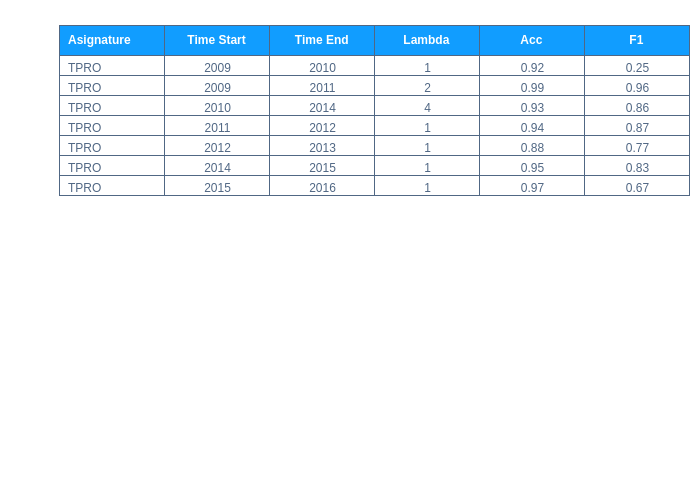 Asignature Time Start Time End Lambda Acc F1
TPRO 2009 2010 1 0.92 0.25
TPRO 2009 2011 2 0.99 0.96
TPRO 2010 2014 4 0.93 0.86
TPRO 2011 2012 1 0.94 0.87
TPRO 2012 2013 1 0.88 0.77
TPRO 2014 2015 1 0.95 0.83
TPRO 2015 2016 1 0.97 0.67